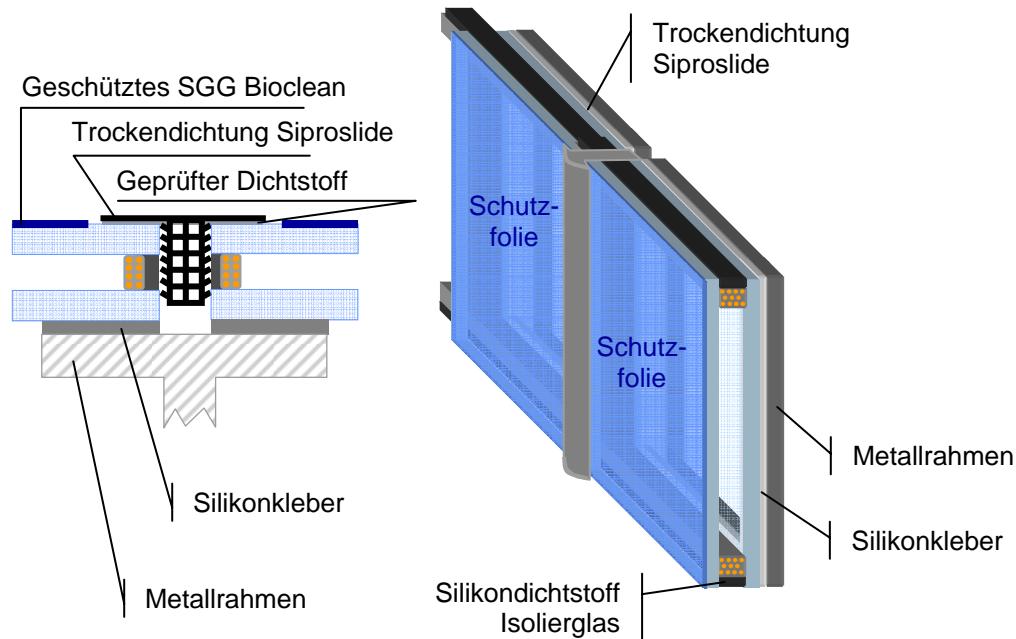 Geschütztes SGG Bioclean
Trockendichtung Siproslide
Geprüfter Dichtstoff
Silikonkleber
Metallrahmen
Trockendichtung
Siproslide
Schutz-
folie
Schutz-
folie
Metallrahmen
Silikonkleber
Silikondichtstoff
Isolierglas